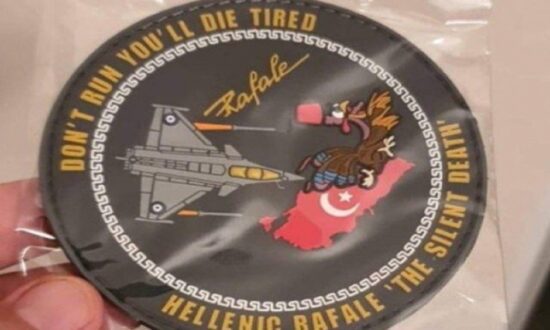 DON'T RUN YOU'LL DIE TIRED
Rafale
HELLENIC RAFALE 'THE SILENT DEATH'